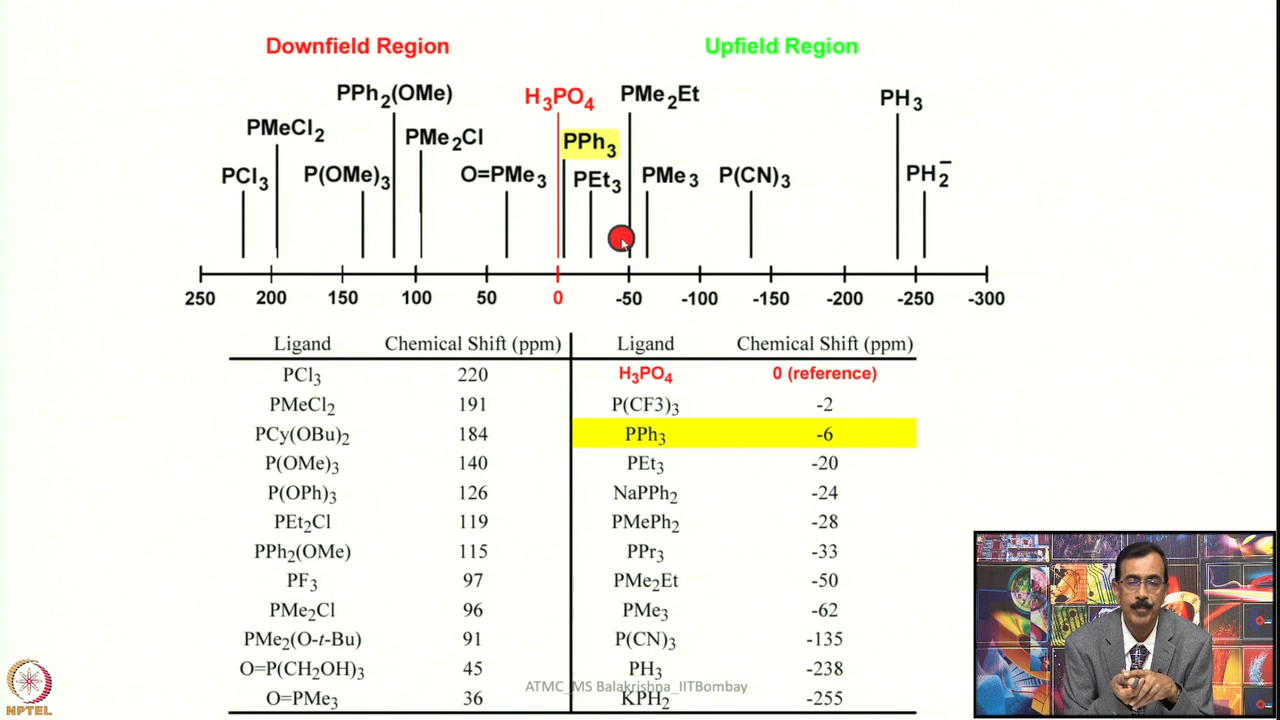 Downfield Region Upfield Region
PPh2(OMe) H3PO4 PMe2Et PH3
PMeCl2 PMe2Cl PPh3
PCl3 P(OMe)3 O=PMe3 PEt3 PMe3 P(CN)3 PH2−
250 200 150 100 50 0 -50 -100 -150 -200 -250 -300
Ligand Chemical Shift (ppm) Ligand Chemical Shift (ppm)
PCl3 220 H3PO4 0 (reference)
PMeCl2 191 P(CF3)3 -2
PCy(OBu)2 184 PPh3 -6
P(OMe)3 140 PEt3 -20
P(OPh)3 126 NaPPh2 -24
PEt2Cl 119 PMePh2 -28
PPh2(OMe) 115 PPr3 -33
PF3 97 PMe2Et -50
PMe2Cl 96 PMe3 -62
PMe2(O-t-Bu) 91 P(CN)3 -135
O=P(CH2OH)3 45 PH3 -238
ATMC_MS Balakrishna_IITBombay
O=PMe3 36 KPH2 -255
NPTEL